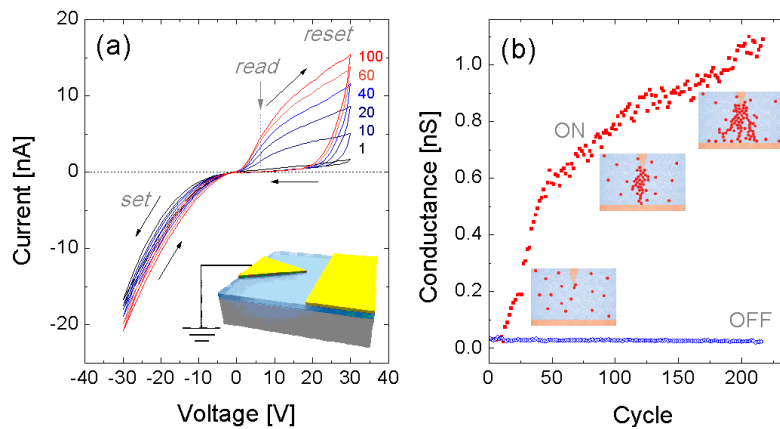 (a)
reset
read
100
60
40
20
10
1
set
20
10
0
-10
-20
-40 -30 -20 -10 0 10 20 30 40
Current [nA]
Voltage [V]
(b)
ON
OFF
1.0
0.8
0.6
0.4
0.2
0.0
0 50 100 150 200
Conductance [nS]
Cycle